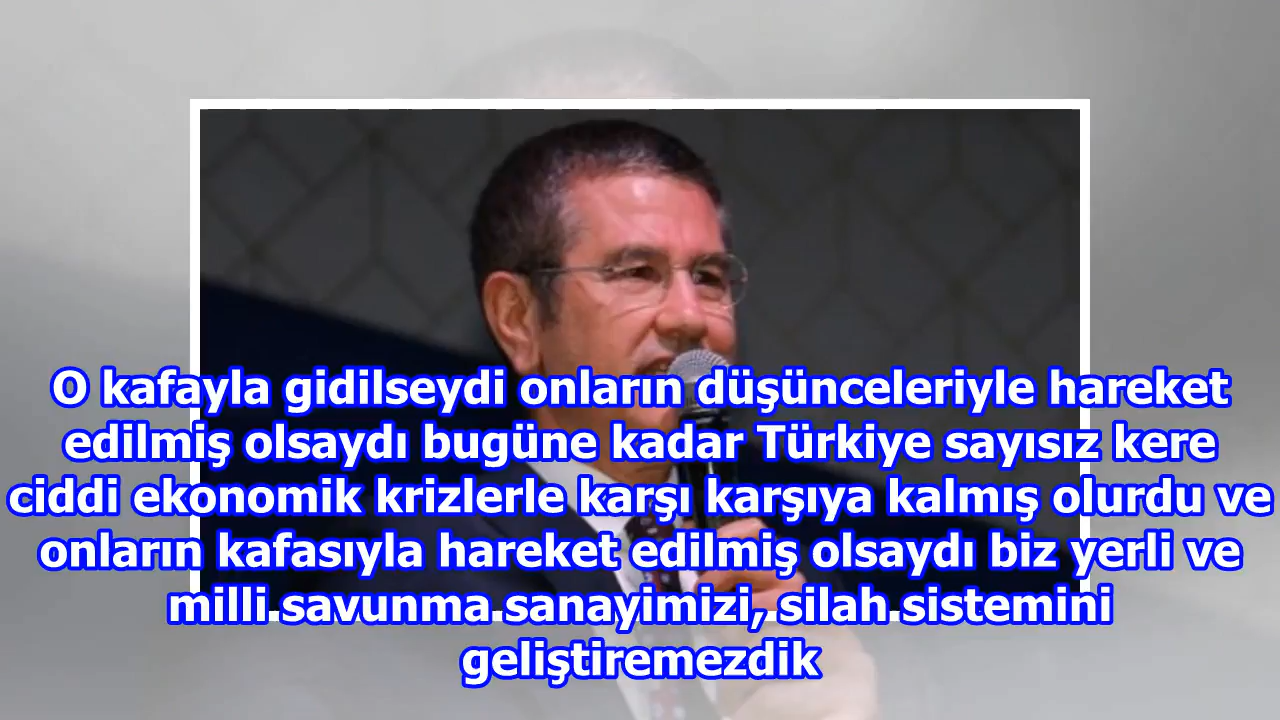 O kafayla gidilseydi onların düşünceleriyle hareket
edilmiş olsaydı bugüne kadar Türkiye sayısız kere
ciddi ekonomik krizlerle karşı karşıya kalmış olurdu ve
onların kafasıyla hareket edilmiş olsaydı biz yerli ve
milli savunma sanayimizi, silah sistemini
geliştiremezdik